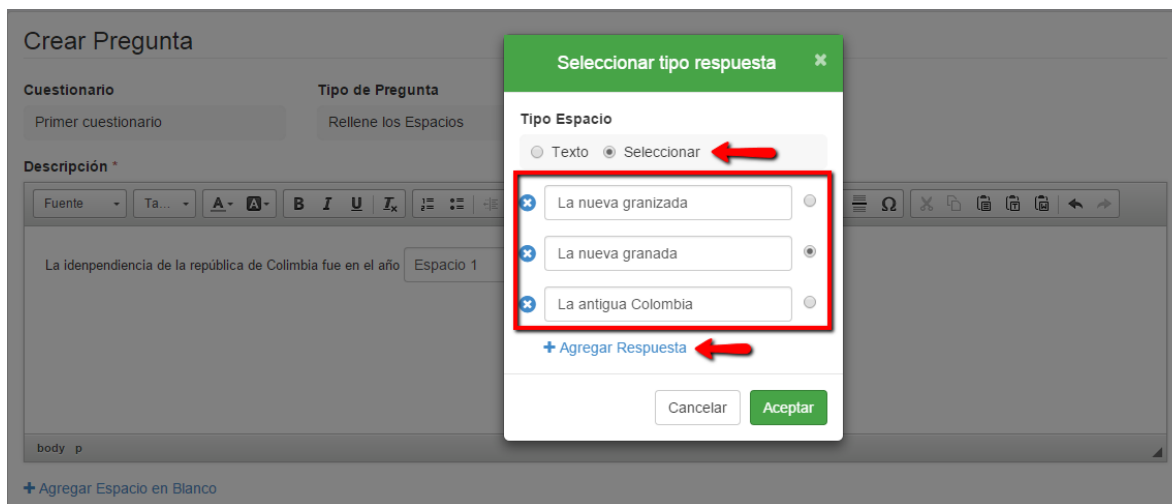 Crear Pregunta
Cuestionario
Tipo de Pregunta
Primer cuestionario
Rellene los Espacios
Descripción *
Fuente
Ta...
A
A
B I U Ix
Ω
La idenpendiencia de la república de Colimbia fue en el año Espacio 1
body p
+ Agregar Espacio en Blanco
Seleccionar tipo respuesta ×
Tipo Espacio
Texto Seleccionar
La nueva granizada
La nueva granada
La antigua Colombia
+ Agregar Respuesta
Cancelar Aceptar